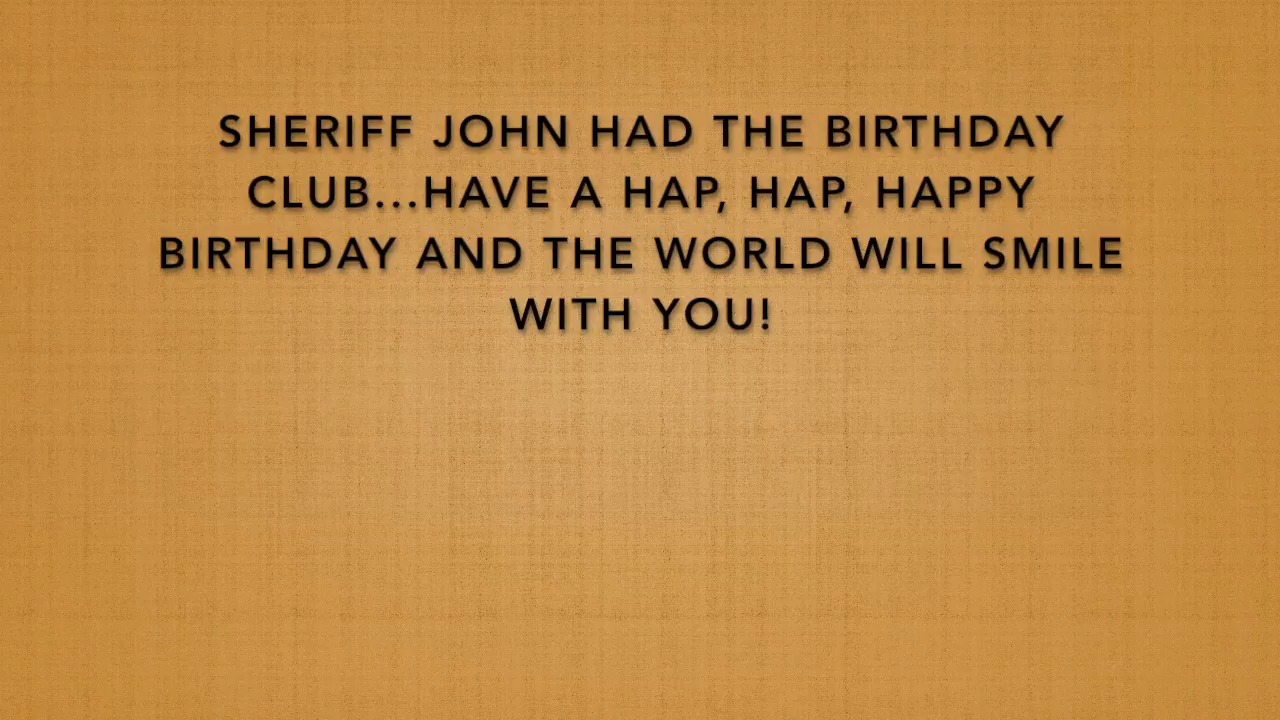 SHERIFF JOHN HAD THE BIRTHDAY
CLUB...HAVE A HAP, HAP, HAPPY
BIRTHDAY AND THE WORLD WILL SMILE
WITH YOU!